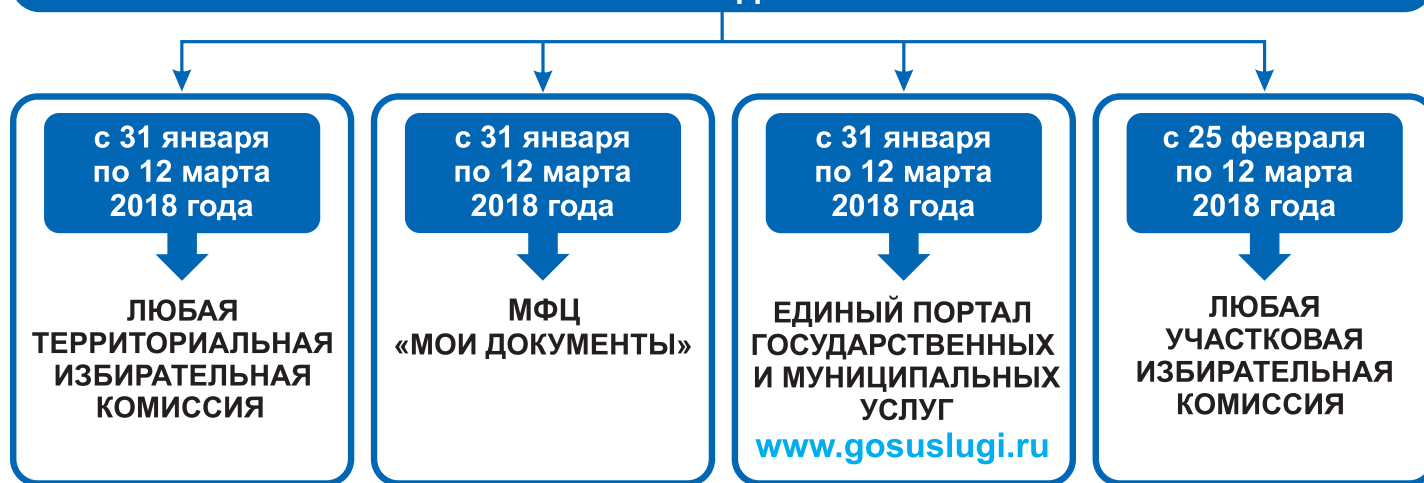 с 31 января
по 12 марта
2018 года
ЛЮБАЯ
ТЕРРИТОРИАЛЬНАЯ
ИЗБИРАТЕЛЬНАЯ
КОМИССИЯ
с 31 января
по 12 марта
2018 года
МФЦ
«МОИ ДОКУМЕНТЫ»
с 31 января
по 12 марта
2018 года
ЕДИНЫЙ ПОРТАЛ
ГОСУДАРСТВЕННЫХ
И МУНИЦИПАЛЬНЫХ
УСЛУГ
www.gosuslugi.ru
с 25 февраля
по 12 марта
2018 года
ЛЮБАЯ
УЧАСТКОВАЯ
ИЗБИРАТЕЛЬНАЯ
КОМИССИЯ